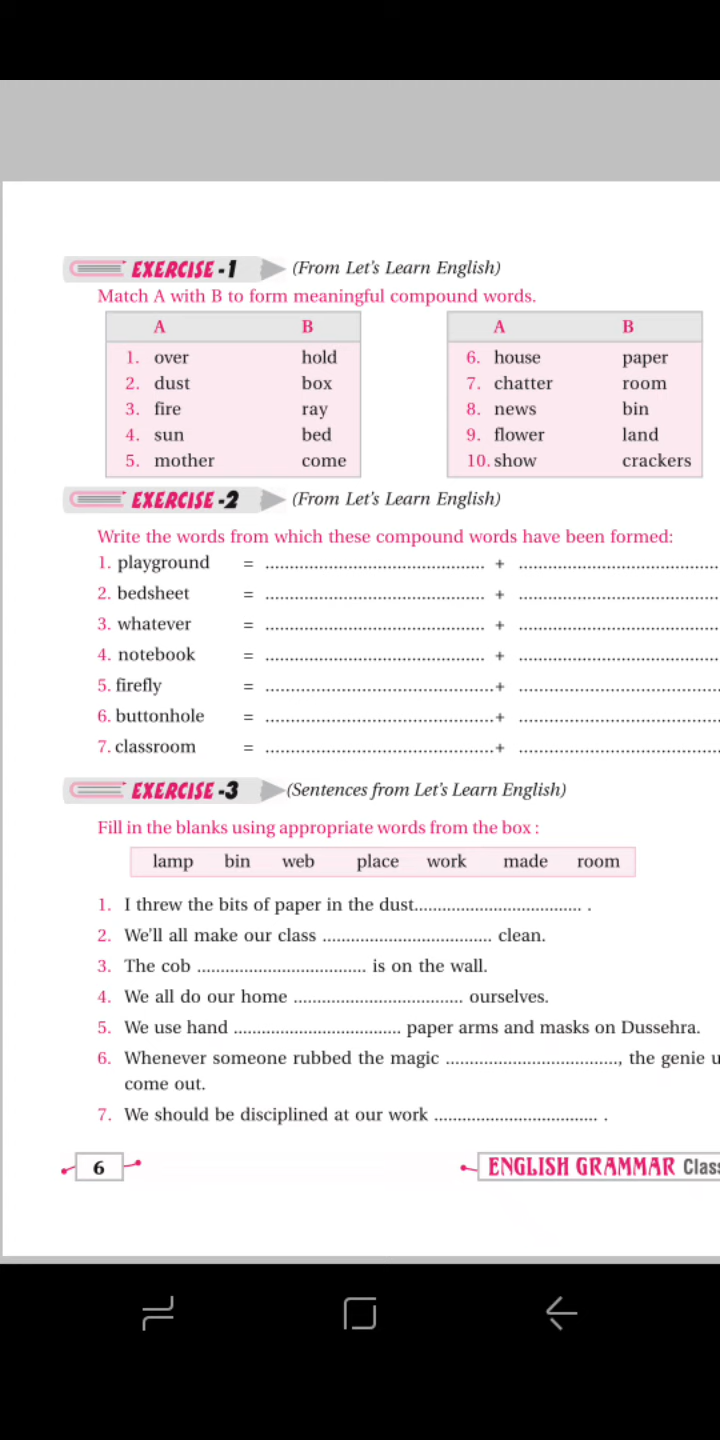 EXERCISE -1 (From Let's Learn English)
Match A with B to form meaningful compound words.
A B
1. over hold
2. dust box
3. fire ray
4. sun bed
5. mother come
A B
6. house paper
7. chatter room
8. news bin
9. flower land
10. show crackers
EXERCISE -2 (From Let's Learn English)
Write the words from which these compound words have been formed:
1. playground = .............................................. + ..........................................
2. bedsheet = .............................................. + ..........................................
3. whatever = .............................................. + ..........................................
4. notebook = .............................................. + ..........................................
5. firefly = ................................................+ ..........................................
6. buttonhole = ................................................+ ..........................................
7. classroom = ................................................+ ..........................................
EXERCISE -3 (Sentences from Let's Learn English)
Fill in the blanks using appropriate words from the box :
lamp bin web place work made room
1. I threw the bits of paper in the dust................................... .
2. We'll all make our class ................................... clean.
3. The cob ................................... is on the wall.
4. We all do our home ................................... ourselves.
5. We use hand ................................... paper arms and masks on Dussehra.
6. Whenever someone rubbed the magic ..................................., the genie u
come out.
7. We should be disciplined at our work .................................. .
6
ENGLISH GRAMMAR Clas